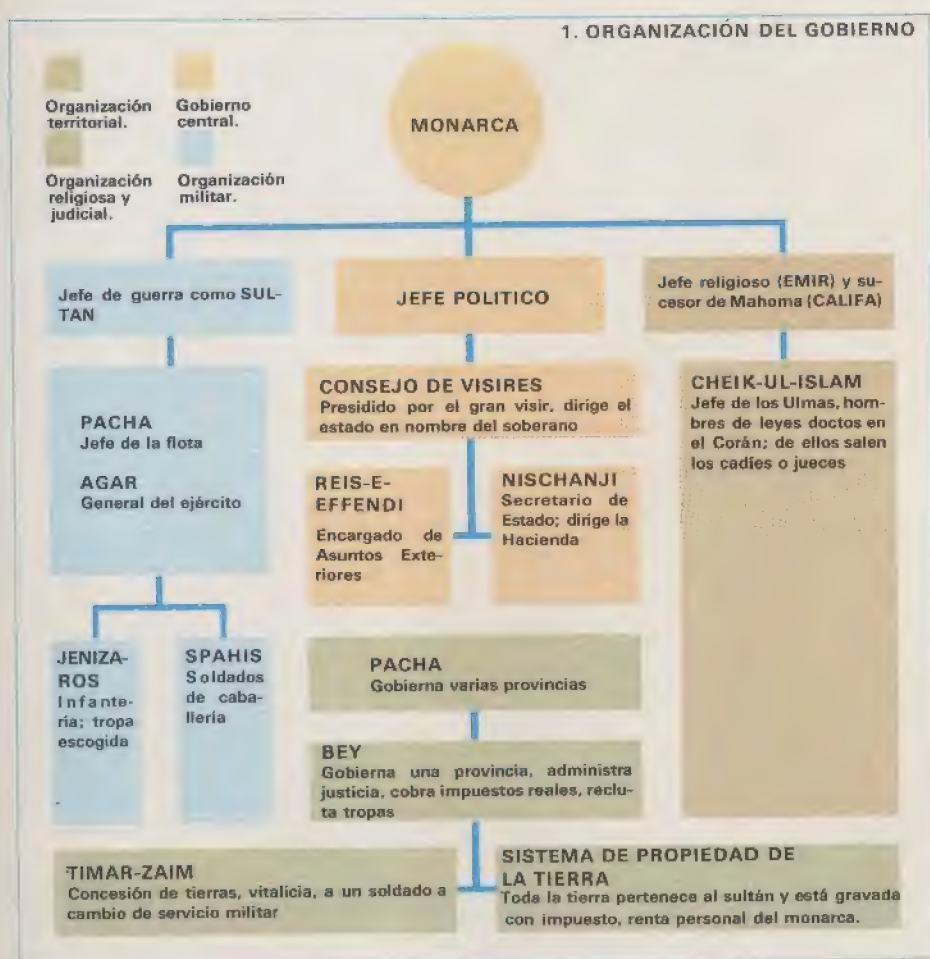 1. ORGANIZACIÓN DEL GOBIERNO
Organización
territorial.
Gobierno
central.
Organización
religiosa y
judicial.
Organización
militar.
MONARCA
Jefe de guerra como SUL-
TAN
JEFE POLITICO
Jefe religioso (EMIR) y su-
cesor de Mahoma (CALIFA)
PACHA
Jefe de la flota
AGAR
General del ejército
CONSEJO DE VISIRES
Presidido por el gran visir, dirige el
estado en nombre del soberano
CHEIK-UL-ISLAM
Jefe de los Ulmas, hom-
bres de leyes doctos en
el Corán; de ellos salen
los cadíes o jueces
REIS-E-
EFFENDI
Encargado de
Asuntos Exte-
riores
NISCHANJI
Secretario de
Estado; dirige la
Hacienda
JENIZA-
ROS
Infante-
ría; tropa
escogida
SPAHIS
Soldados
de caba-
llería
PACHA
Gobierna varias provincias
BEY
Gobierna una provincia, administra
justicia, cobra impuestos reales, reclu-
ta tropas
TIMAR-ZAIM
Concesión de tierras, vitalicia, a un soldado a
cambio de servicio militar
SISTEMA DE PROPIEDAD DE
LA TIERRA
Toda la tierra pertenece al sultán y está gravada
con impuesto, renta personal del monarca.